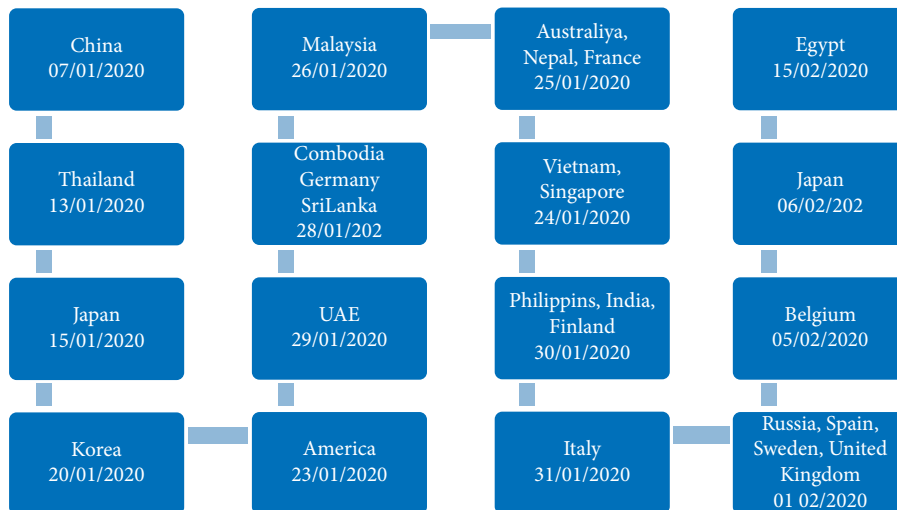 China
07/01/2020
Thailand
13/01/2020
Japan
15/01/2020
Korea
20/01/2020
America
23/01/2020
UAE
29/01/2020
Combodia
Germany
SriLanka
28/01/202
Malaysia
26/01/2020
Australiya,
Nepal, France
25/01/2020
Vietnam,
Singapore
24/01/2020
Philippins, India,
Finland
30/01/2020
Italy
31/01/2020
Russia, Spain,
Sweden, United
Kingdom
01 02/2020
Belgium
05/02/2020
Japan
06/02/202
Egypt
15/02/2020